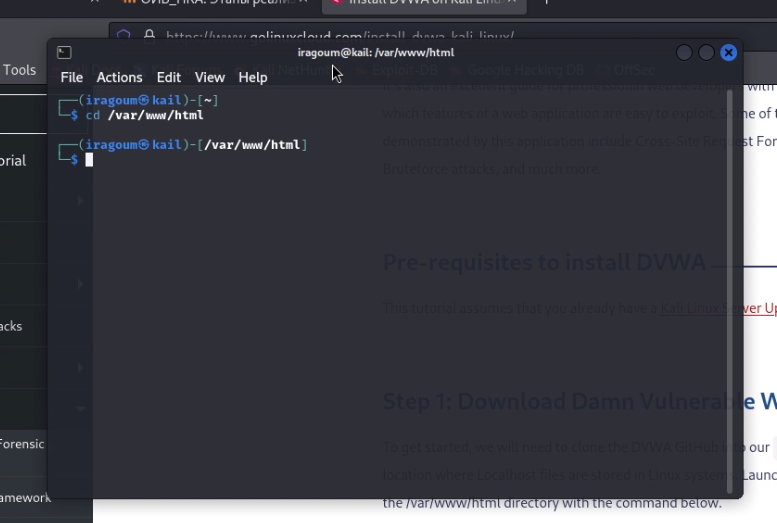 Install DVWA on Kali Linu
https://www.golinuxcloud.com/install_dvwa_kali_linux/
iragoum@kail: /var/www/html
Tools
Kali NetHun
Exploit-DB
Google Hacking DB
OffSec
File Actions Edit View Help
┌──(iragoum㉿kail)-[~]
└─$ cd /var/www/html
┌──(iragoum㉿kail)-[/var/www/html]
└─$
with
which features of a web application are easy to exploit. Some of t
orial
demonstrated by this application include Cross-Site Request For
Bruteforce attacks, and much more.
Pre-requisites to install DVWA
This tutorial assumes that you already have a Kali Linux Server Up
acks
Step 1: Download Damn Vulnerable W
Forensic
To get started, we will need to clone the DVWA GitHub into our
location where Localhost files are stored in Linux systems. Launc
amework
the /var/www/html directory with the command below.